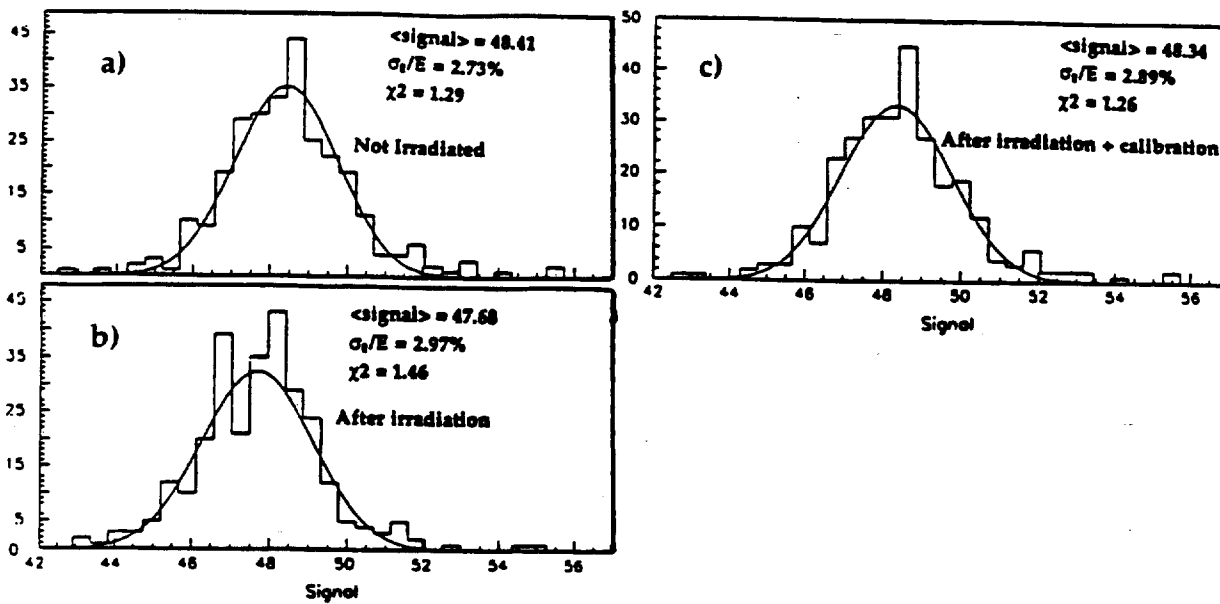 a)
<signal> = 48.41
σₜ/E = 2.73%
χ2 = 1.29
Not Irradiated
45
35
25
15
5
b)
<signal> = 47.68
σₜ/E = 2.97%
χ2 = 1.46
After irradiation
45
35
25
15
5
0
42 44 46 48 50 52 54 56
Signal
c)
<signal> = 48.34
σₜ/E = 2.89%
χ2 = 1.26
After irradiation + calibration
50
40
30
20
10
0
42 44 46 48 50 52 54 56
Signal